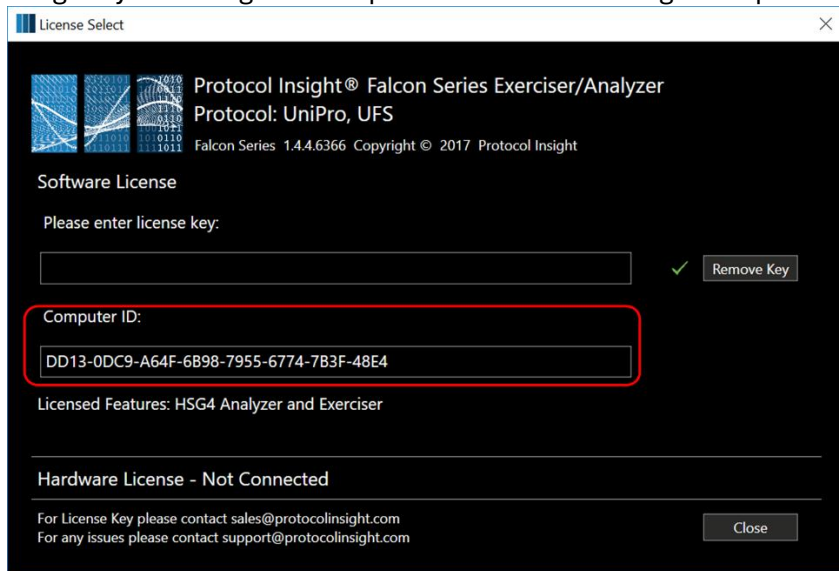 License Select
Protocol Insight® Falcon Series Exerciser/Analyzer
Protocol: UniPro, UFS
Falcon Series 1.4.4.6366 Copyright © 2017 Protocol Insight
Software License
Please enter license key:
Remove Key
Computer ID:
DD13-0DC9-A64F-6B98-7955-6774-7B3F-48E4
Licensed Features: HSG4 Analyzer and Exerciser
Hardware License - Not Connected
For License Key please contact sales@protocolinsight.com
For any issues please contact support@protocolinsight.com
Close